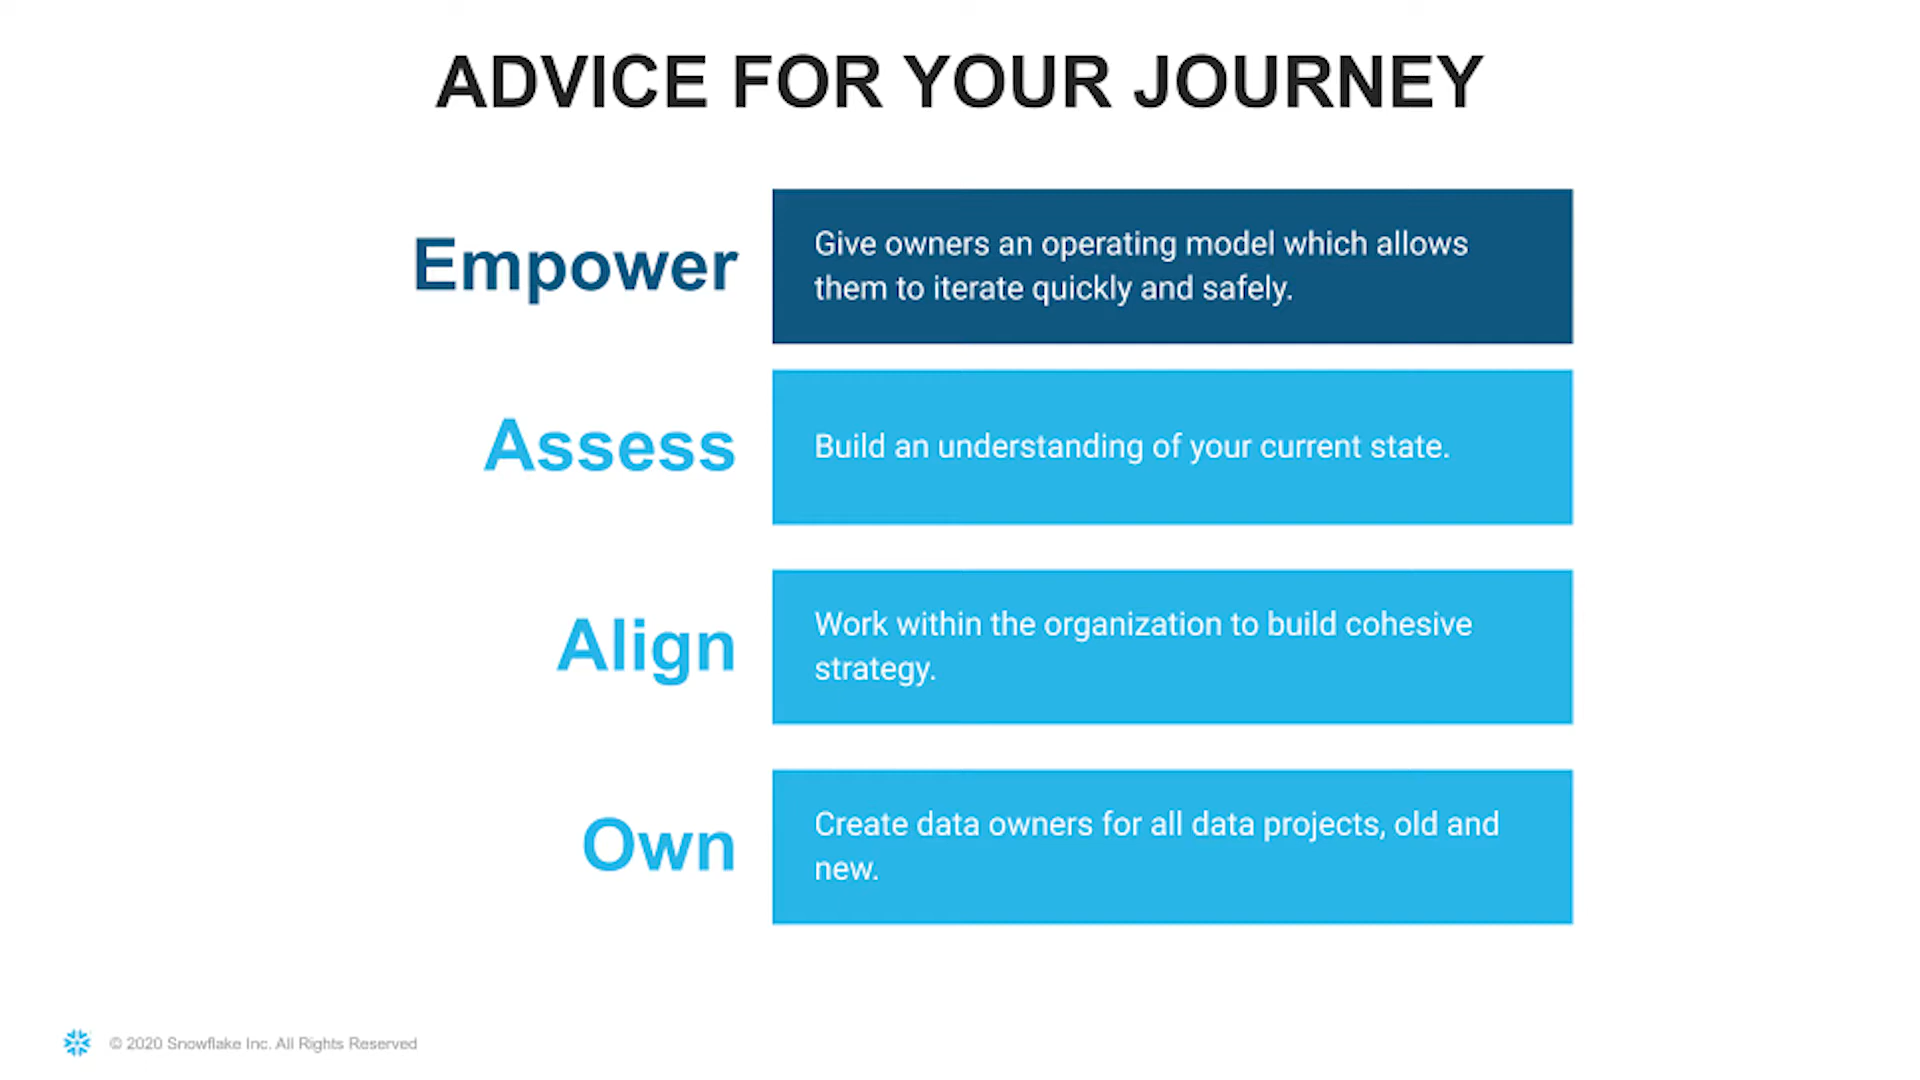 ADVICE FOR YOUR JOURNEY
Empower
Give owners an operating model which allows
them to iterate quickly and safely.
Assess
Build an understanding of your current state.
Align
Work within the organization to build cohesive
strategy.
Own
Create data owners for all data projects, old and
new.
© 2020 Snowflake Inc. All Rights Reserved